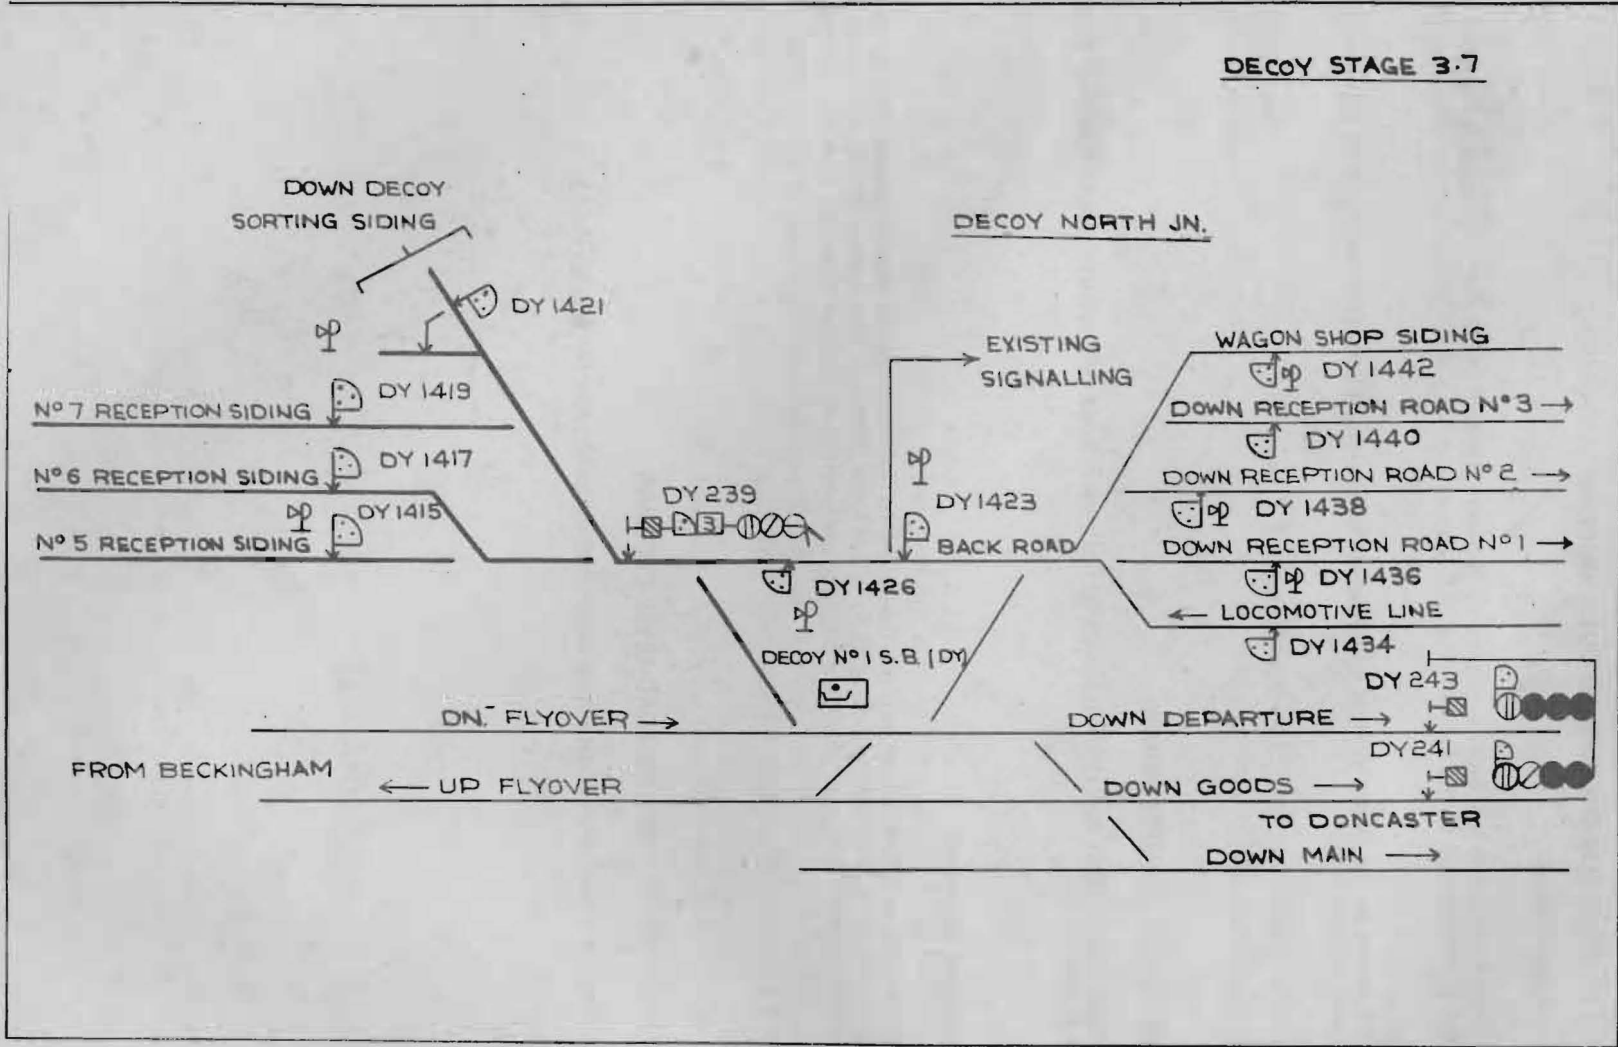 DECOY STAGE 3.7
DOWN DECOY
SORTING SIDING
DECOY NORTH JN.
DY 1421
EXISTING
SIGNALLING
WAGON SHOP SIDING
DY 1442
DY 1419
Nº 7 RECEPTION SIDING
DOWN RECEPTION ROAD Nº 3
DY 1440
DY 1417
Nº 6 RECEPTION SIDING
DOWN RECEPTION ROAD Nº 2
DY 239
3
DY 1423
DY 1438
DY 1415
Nº 5 RECEPTION SIDING
BACK ROAD
DOWN RECEPTION ROAD Nº 1
DY 1426
DY 1436
LOCOMOTIVE LINE
DY 1434
DECOY Nº 1 S.B. (DY)
DY 243
DN. FLYOVER
DOWN DEPARTURE
DY 241
FROM BECKINGHAM
UP FLYOVER
DOWN GOODS
TO DONCASTER
DOWN MAIN